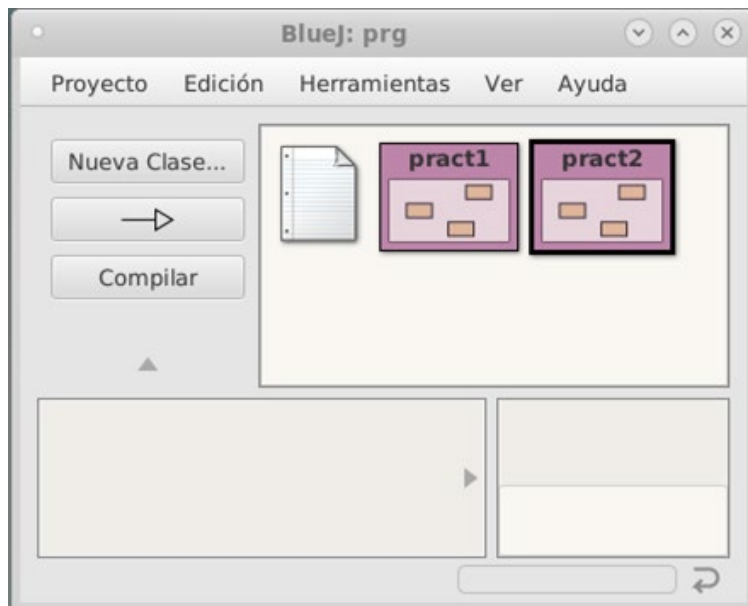 BlueJ: prg
Proyecto Edición Herramientas Ver Ayuda
Nueva Clase...
Compilar
pract1 pract2